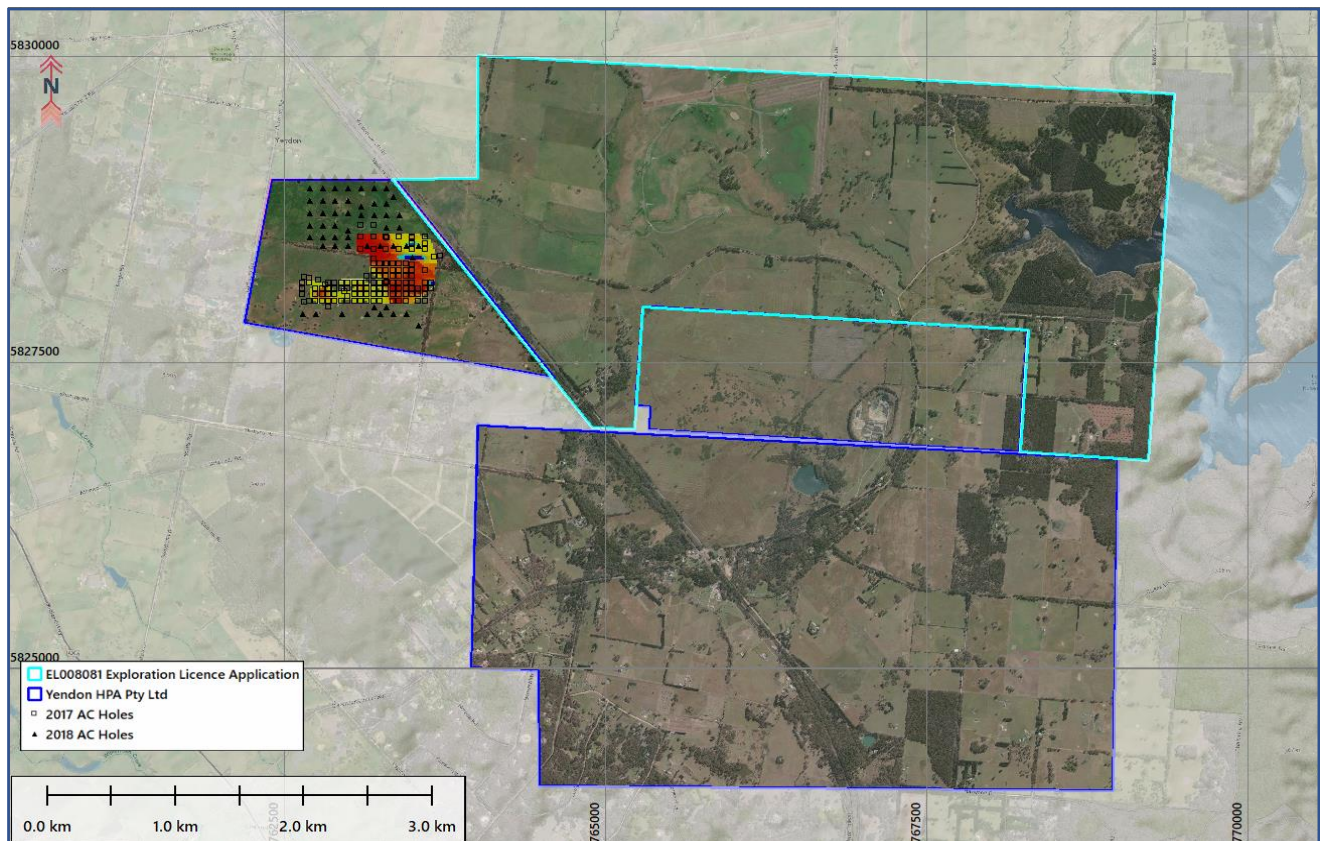 5830000
N
Yendon
5827500
5825000
EL008081 Exploration Licence Application
Yendon HPA Pty Ltd
2017 AC Holes
2018 AC Holes
0.0 km 1.0 km 2.0 km 3.0 km
762500
765000
767500
770000